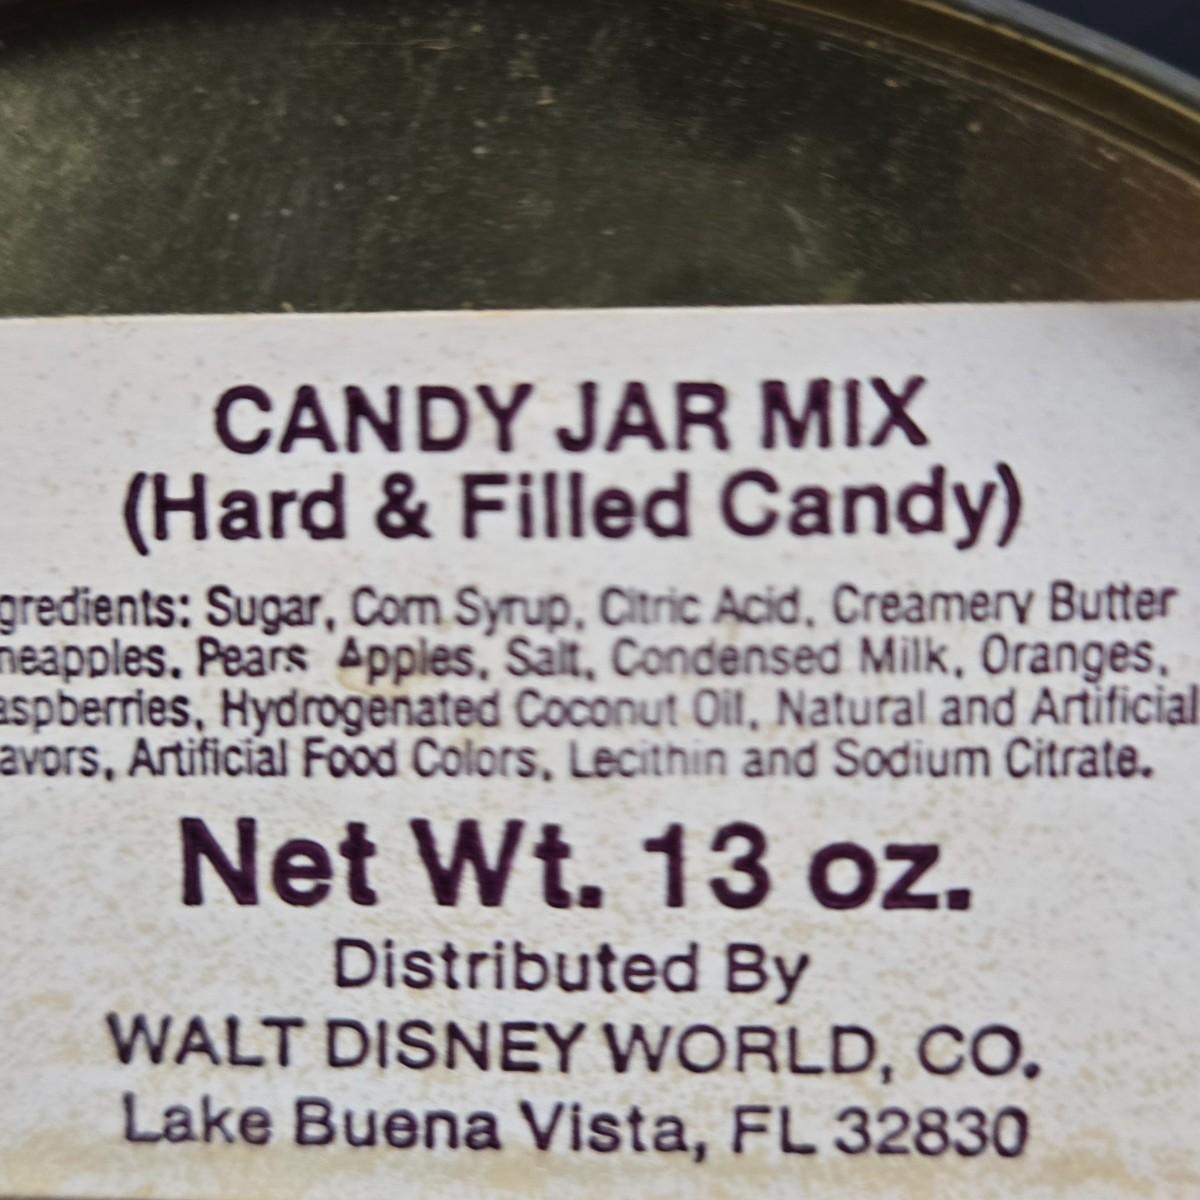 CANDY JAR MIX
(Hard & Filled Candy)
gredients: Sugar, Corn Syrup, Citric Acid, Creamery Butter
neapples, Pears Apples, Salt, Condensed Milk, Oranges,
aspberries, Hydrogenated Coconut Oil, Natural and Artificial
avors, Artificial Food Colors, Lecithin and Sodium Citrate.
Net Wt. 13 oz.
Distributed By
WALT DISNEY WORLD, CO.
Lake Buena Vista, FL 32830